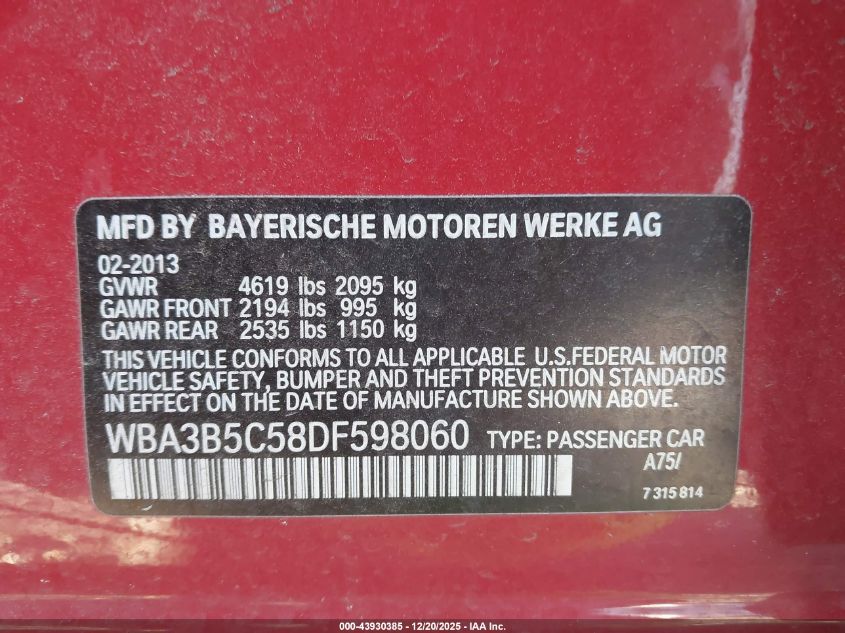 MFD BY BAYERISCHE MOTOREN WERKE AG
02-2013
GVWR 4619 lbs 2095 kg
GAWR FRONT 2194 lbs 995 kg
GAWR REAR 2535 lbs 1150 kg
THIS VEHICLE CONFORMS TO ALL APPLICABLE U.S.FEDERAL MOTOR
VEHICLE SAFETY, BUMPER AND THEFT PREVENTION STANDARDS
IN EFFECT ON THE DATE OF MANUFACTURE SHOWN ABOVE.
WBA3B5C58DF598060 TYPE: PASSENGER CAR
A75/
7 315 814
000-43930385 - 12/20/2025 - IAA Inc.